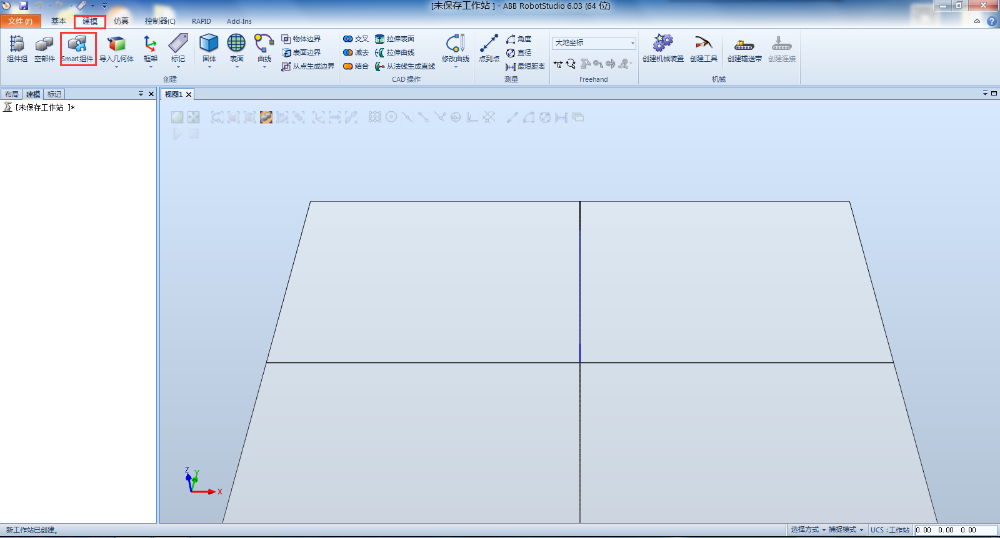 [未保存工作站 ] - ABB RobotStudio 6.03 (64 位)
文件(F) 基本 建模 仿真 控制器(C) RAPID Add-Ins
组件组 空部件 Smart组件 导入几何体 框架 标记 固体 表面 曲线
物体边界
表面边界
从点生成边界
创建
交叉 拉伸表面
减去 拉伸曲线
结合 从法线生成直线
修改曲线
CAD 操作
点到点
角度
直径
最短距离
测量
大地坐标
Freehand
创建机械装置 创建工具 创建输送带 创建连接
机械
布局 建模 标记
[未保存工作站 ]*
视图1
Z
Y
X
新工作站已创建。
选择方式 捕捉模式 UCS : 工作站 0.00 0.00 0.00